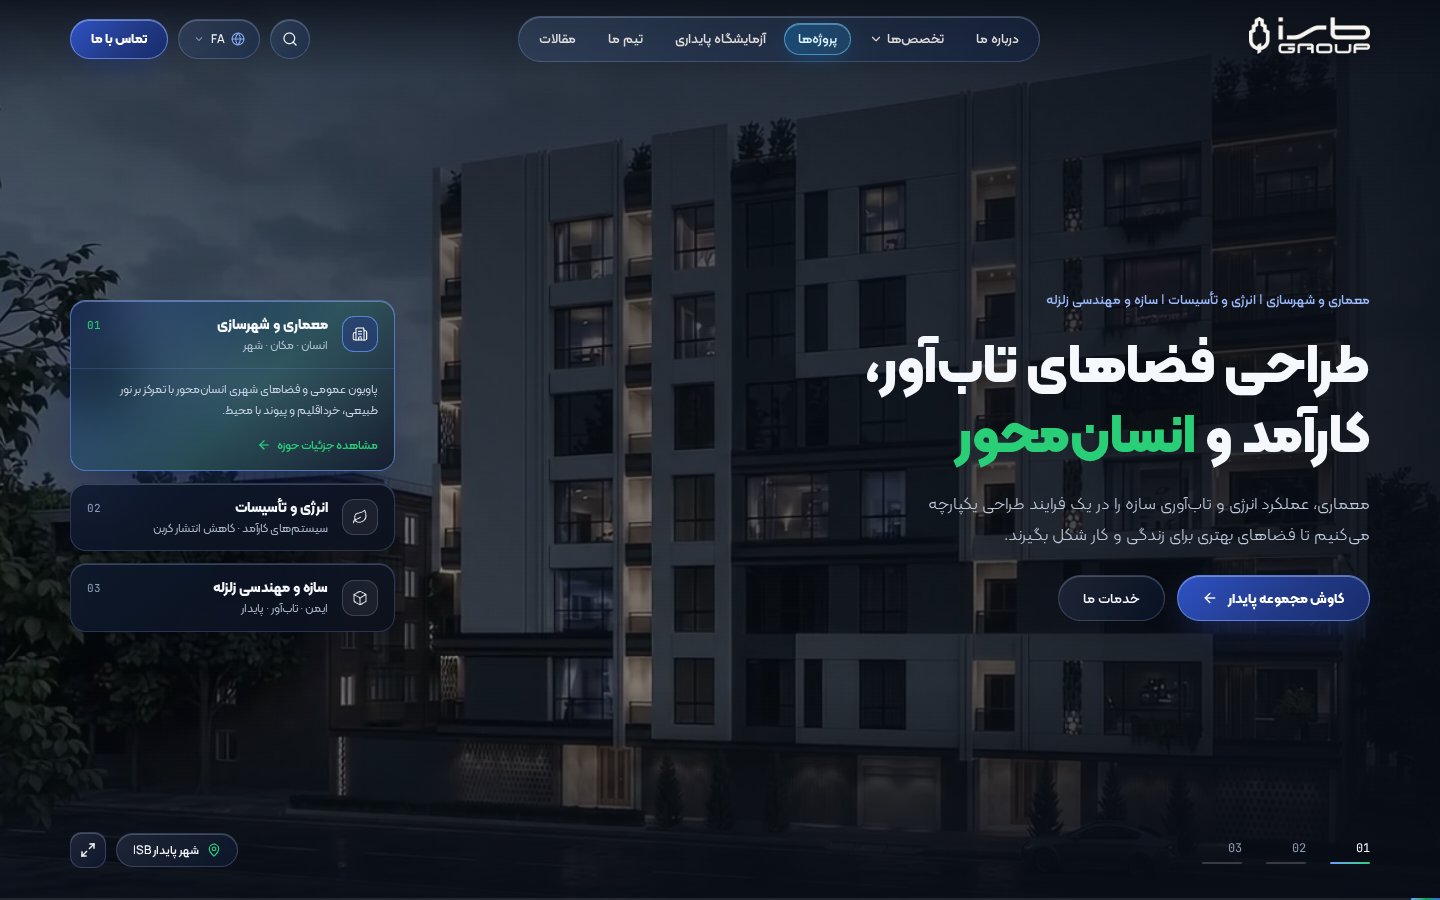 isb
GROUP
درباره ما
تخصص‌ها
پروژه‌ها
آزمایشگاه پایداری
تیم ما
مقالات
FA
تماس با ما
معماری و شهرسازی | انرژی و تأسیسات | سازه و مهندسی زلزله
طراحی فضاهای تاب‌آور،
کارآمد و انسان‌محور
معماری، عملکرد انرژی و تاب‌آوری سازه را در یک فرایند طراحی یکپارچه
می‌کنیم تا فضاهای بهتری برای زندگی و کار شکل بگیرند.
کاوش مجموعه پایدار
خدمات ما
معماری و شهرسازی
01
انسان · مکان · شهر
پاویون عمومی و فضاهای شهری انسان‌محور با تمرکز بر نور
طبیعی، خرداقلیم و پیوند با محیط.
مشاهده جزئیات حوزه
انرژی و تأسیسات
02
سیستم‌های کارآمد · کاهش انتشار کربن
سازه و مهندسی زلزله
03
ایمن · تاب‌آور · پایدار
01
02
03
شهر پایدار ISB